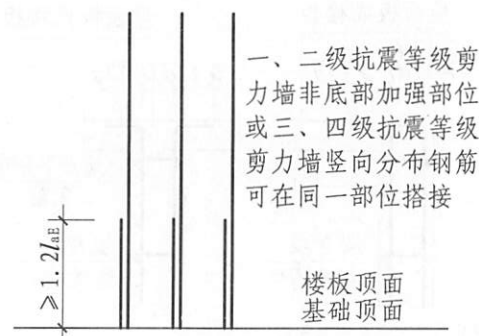 一、二级抗震等级剪
力墙非底部加强部位
或三、四级抗震等级
剪力墙竖向分布钢筋
可在同一部位搭接
≥1.2laE
楼板顶面
基础顶面